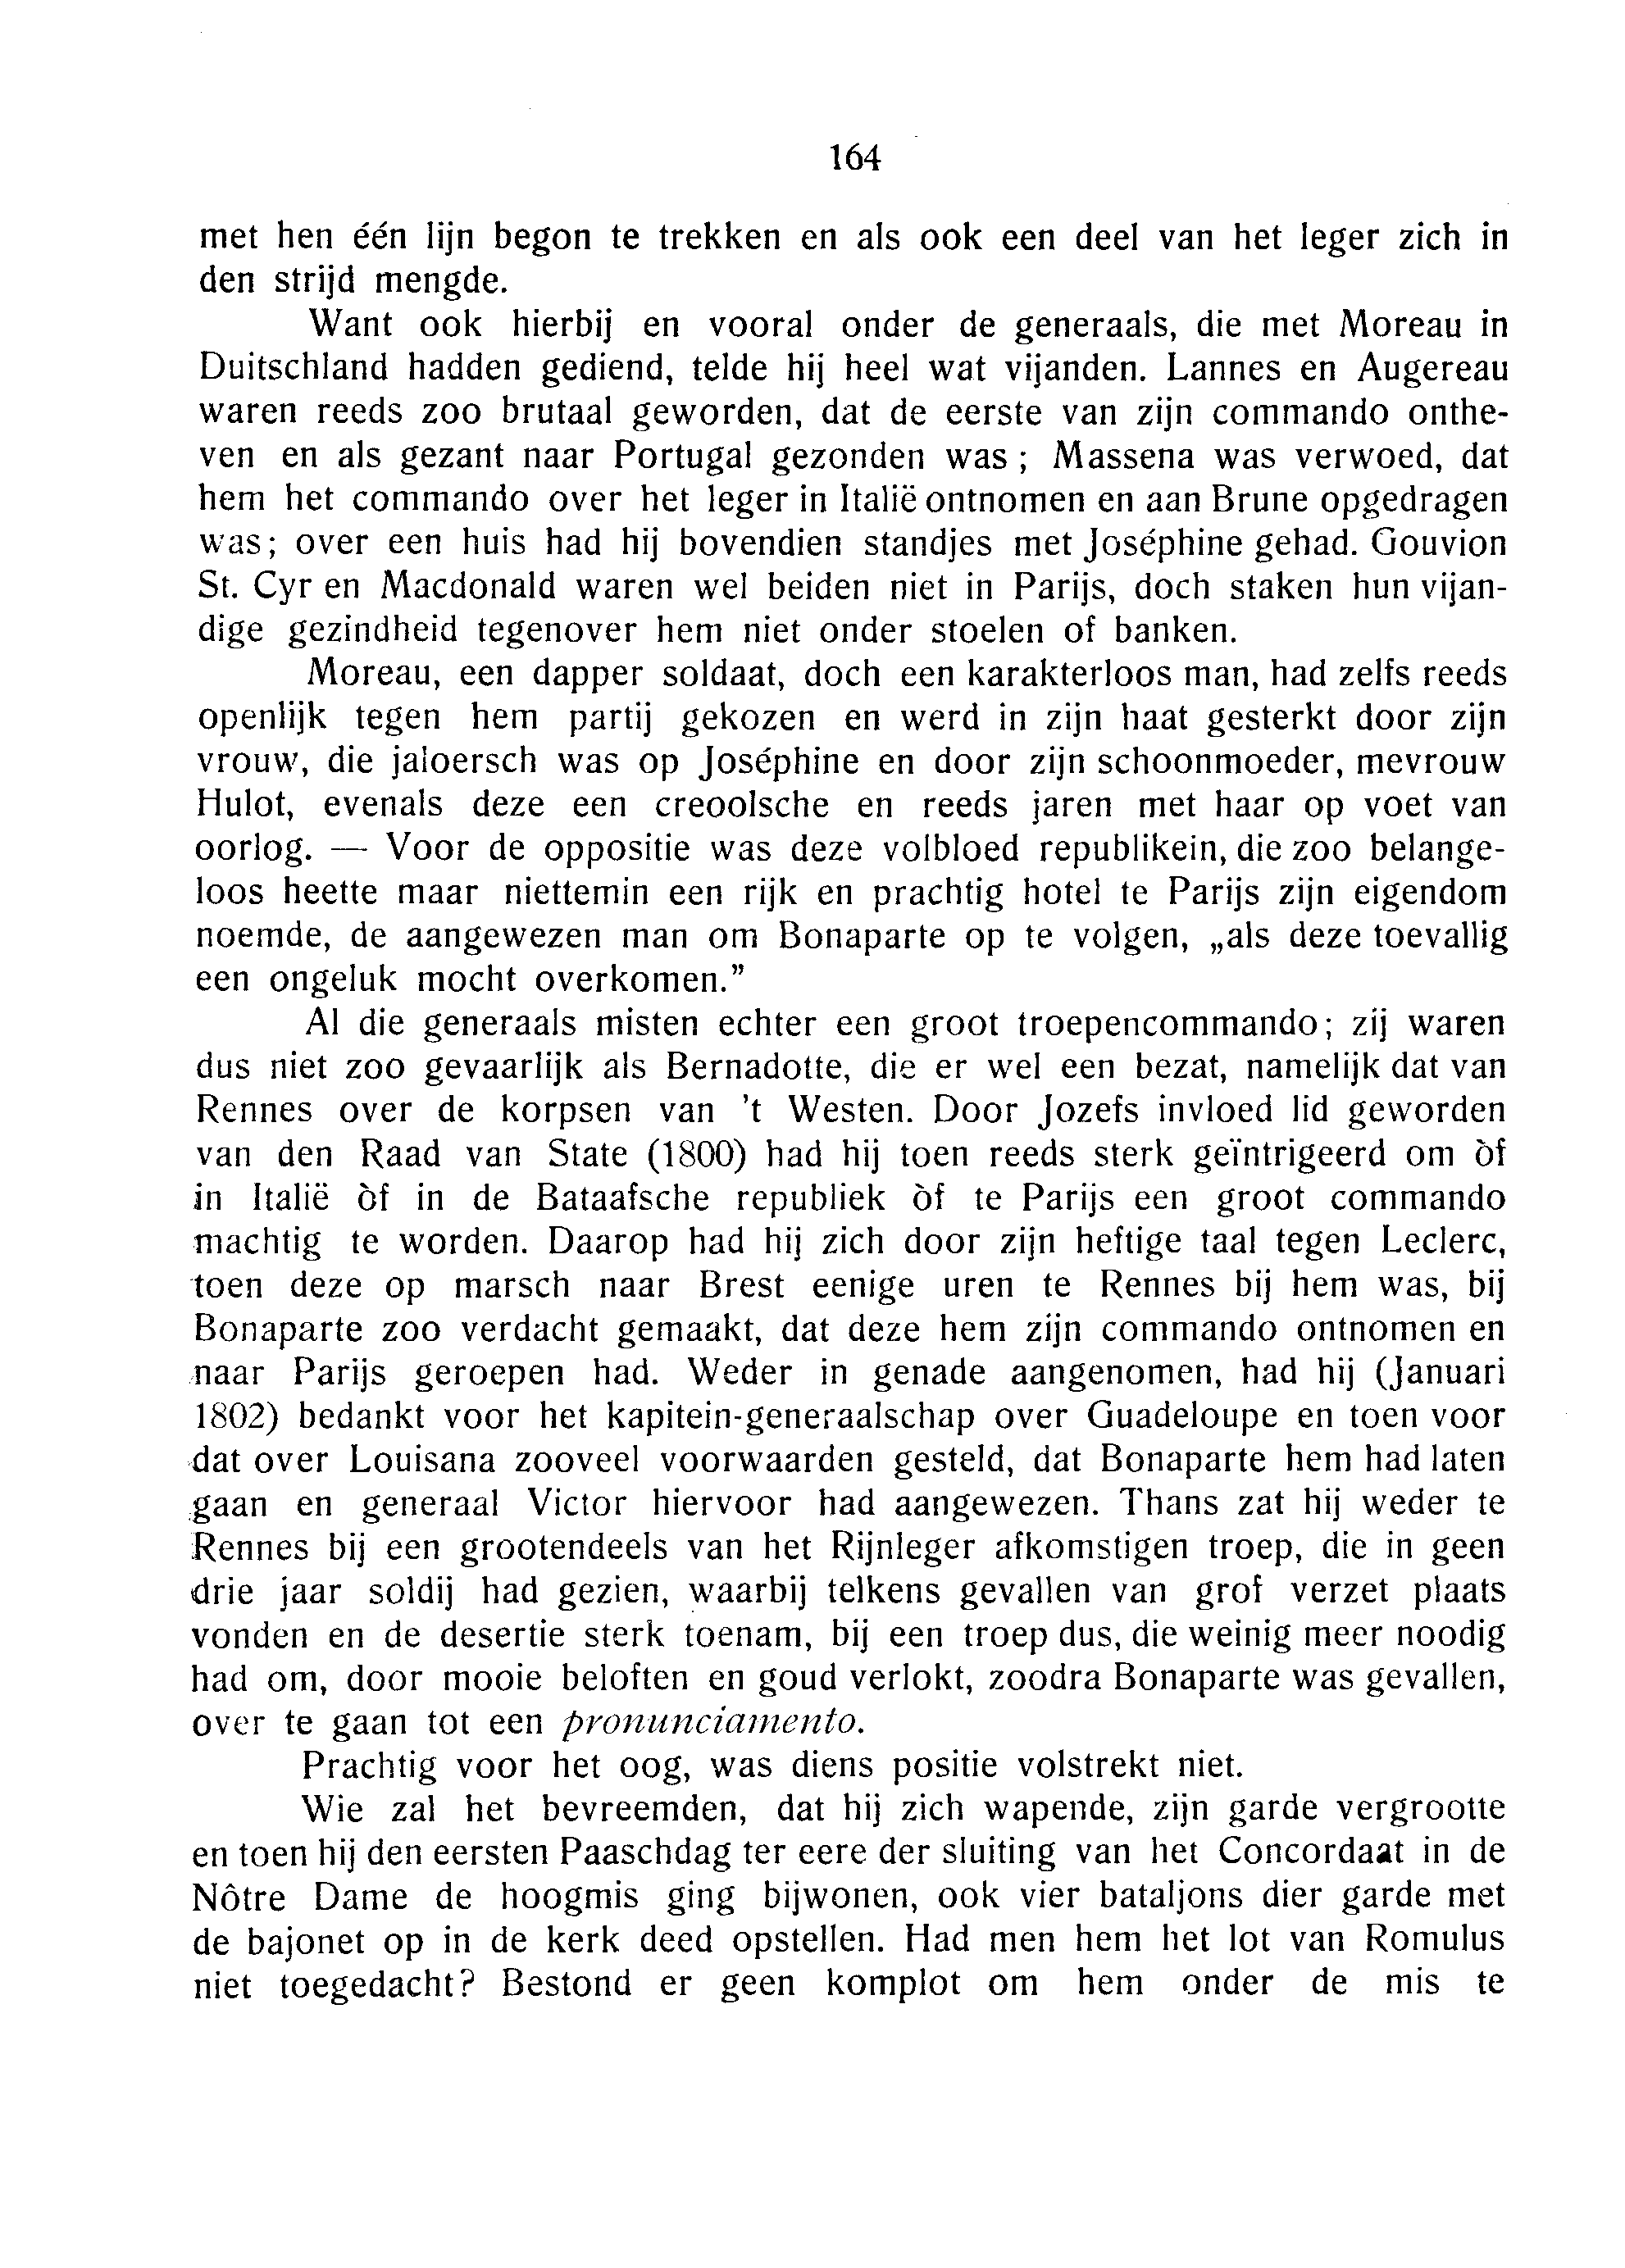 164
met hen één lijn begon te trekken en als ook een deel van het leger zich in
den strijd mengde.
Want ook hierbij en vooral onder de generaals, die met Moreau in
Duitschland hadden gediend, telde hij heel wat vijanden. Lannes en Augereau
waren reeds zoo brutaal geworden, dat de eerste van zijn commando onthe-
ven en als gezant naar Portugal gezonden was; Massena was verwoed, dat
hem het commando over het leger in Italië ontnomen en aan Brune opgedragen
was; over een huis had hij bovendien standjes met Joséphine gehad. Gouvion
St. Cyr en Macdonald waren wel beiden niet in Parijs, doch staken hun vijan-
dige gezindheid tegenover hem niet onder stoelen of banken.
Moreau, een dapper soldaat, doch een karakterloos man, had zelfs reeds
openlijk tegen hem partij gekozen en werd in zijn haat gesterkt door zijn
vrouw, die jaloersch was op Joséphine en door zijn schoonmoeder, mevrouw
Hulot, evenals deze een creoolsche en reeds jaren met haar op voet van
oorlog. — Voor de oppositie was deze volbloed republikein, die zoo belange-
loos heette maar niettemin een rijk en prachtig hotel te Parijs zijn eigendom
noemde, de aangewezen man om Bonaparte op te volgen, „als deze toevallig
een ongeluk mocht overkomen.”
Al die generaals misten echter een groot troepencommando; zij waren
dus niet zoo gevaarlijk als Bernadotte, die er wel een bezat, namelijk dat van
Rennes over de korpsen van 't Westen. Door Jozefs invloed lid geworden
van den Raad van State (1800) had hij toen reeds sterk geïntrigeerd om òf
in Italië òf in de Bataafsche republiek òf te Parijs een groot commando
machtig te worden. Daarop had hij zich door zijn heftige taal tegen Leclerc,
toen deze op marsch naar Brest eenige uren te Rennes bij hem was, bij
Bonaparte zoo verdacht gemaakt, dat deze hem zijn commando ontnomen en
naar Parijs geroepen had. Weder in genade aangenomen, had hij (Januari
1802) bedankt voor het kapitein-generaalschap over Guadeloupe en toen voor
dat over Louisana zooveel voorwaarden gesteld, dat Bonaparte hem had laten
gaan en generaal Victor hiervoor had aangewezen. Thans zat hij weder te
Rennes bij een grootendeels van het Rijnleger afkomstigen troep, die in geen
drie jaar soldij had gezien, waarbij telkens gevallen van grof verzet plaats
vonden en de desertie sterk toenam, bij een troep dus, die weinig meer noodig
had om, door mooie beloften en goud verlokt, zoodra Bonaparte was gevallen,
over te gaan tot een pronunciamento.
Prachtig voor het oog, was diens positie volstrekt niet.
Wie zal het bevreemden, dat hij zich wapende, zijn garde vergrootte
en toen hij den eersten Paaschdag ter eere der sluiting van het Concordaat in de
Nôtre Dame de hoogmis ging bijwonen, ook vier bataljons dier garde met
de bajonet op in de kerk deed opstellen. Had men hem het lot van Romulus
niet toegedacht? Bestond er geen komplot om hem onder de mis te